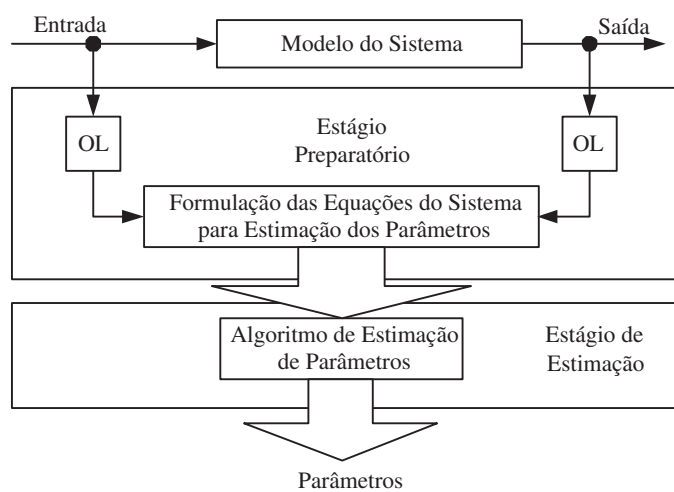 Entrada
Modelo do Sistema
Saída
OL
Estágio
Preparatório
OL
Formulação das Equações do Sistema
para Estimação dos Parâmetros
Algoritmo de Estimação
de Parâmetros
Estágio de
Estimação
Parâmetros